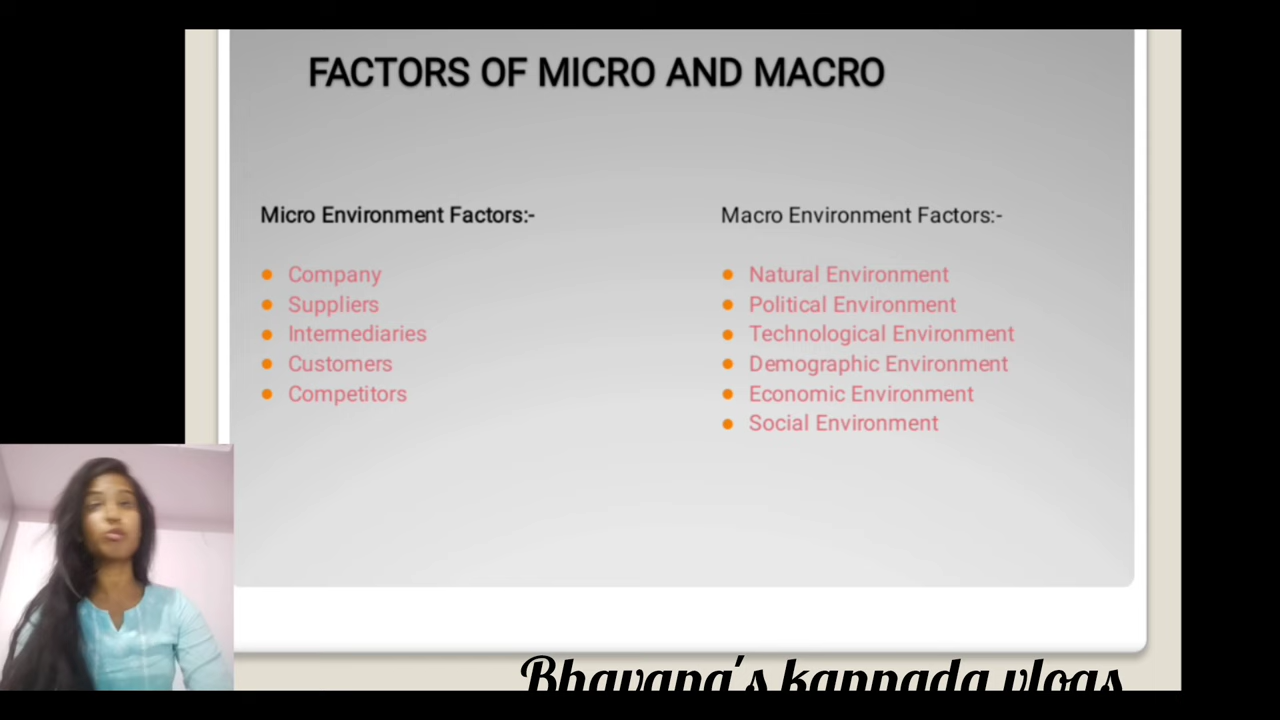 FACTORS OF MICRO AND MACRO
Micro Environment Factors:-
Company
Suppliers
Intermediaries
Customers
Competitors
Macro Environment Factors:-
Natural Environment
Political Environment
Technological Environment
Demographic Environment
Economic Environment
Social Environment
Bhavana's kannada vlogs